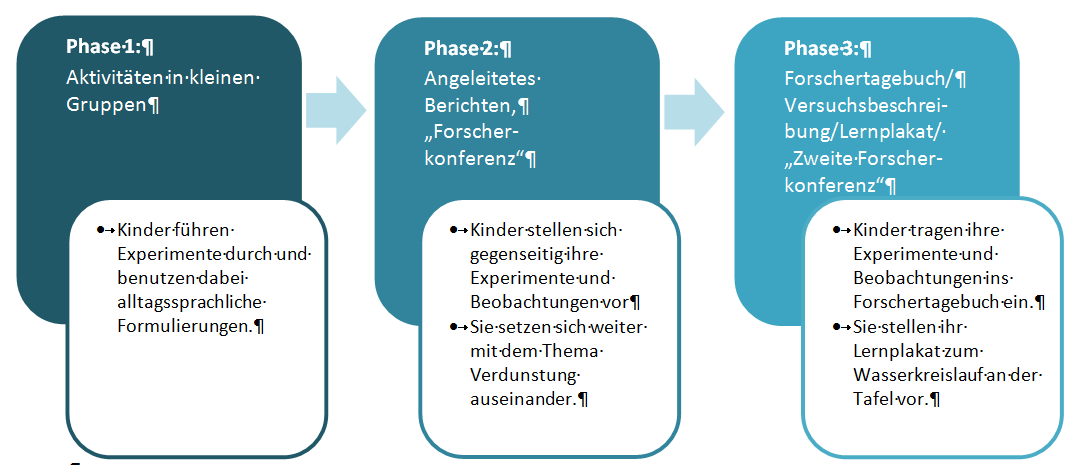 Phase·1:¶
Aktivitäten·in·kleinen·
Gruppen¶
●→Kinder·führen·
Experimente·durch·und·
benutzen·dabei·
alltagssprachliche·
Formulierungen.¶
Phase·2:¶
Angeleitetes·
Berichten,¶
„Forscher-
konferenz“¶
●→Kinder·stellen·sich·
gegenseitig·ihre·
Experimente·und·
Beobachtungen·vor¶
●→Sie·setzen·sich·weiter·
mit·dem·Thema·
Verdunstung·
auseinander.¶
Phase·3:¶
Forschertagebuch/¶
Versuchsbeschrei-
bung/Lernplakat/·
„Zweite·Forscher-
konferenz“¶
●→Kinder·tragen·ihre·
Experimente·und·
Beobachtungen·ins·
Forschertagebuch·ein.¶
●→Sie·stellen·ihr·
Lernplakat·zum·
Wasserkreislauf·an·der·
Tafel·vor.¶